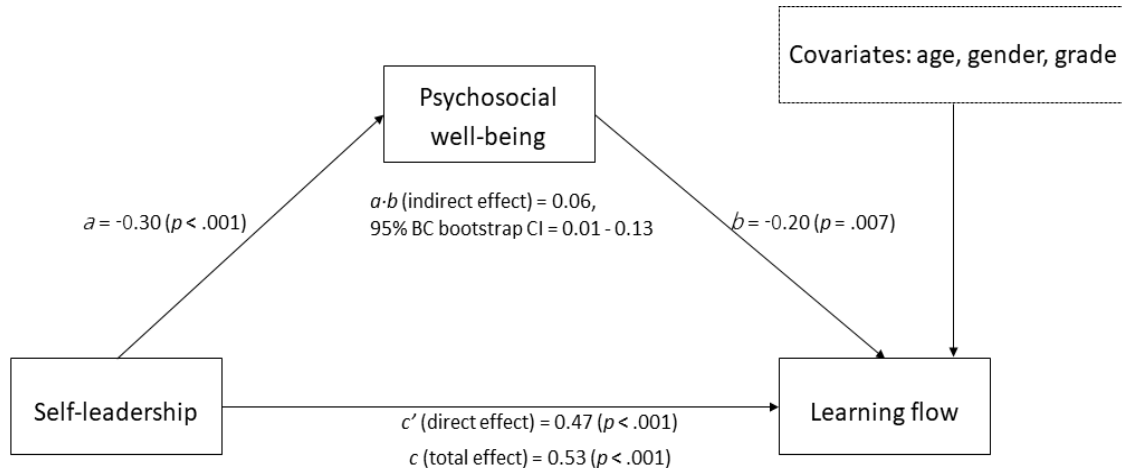 Covariates: age, gender, grade
Psychosocial
well-being
a·b (indirect effect) = 0.06,
95% BC bootstrap CI = 0.01 - 0.13
a = -0.30 (p < .001)
b = -0.20 (p = .007)
Self-leadership
Learning flow
c’ (direct effect) = 0.47 (p < .001)
c (total effect) = 0.53 (p < .001)